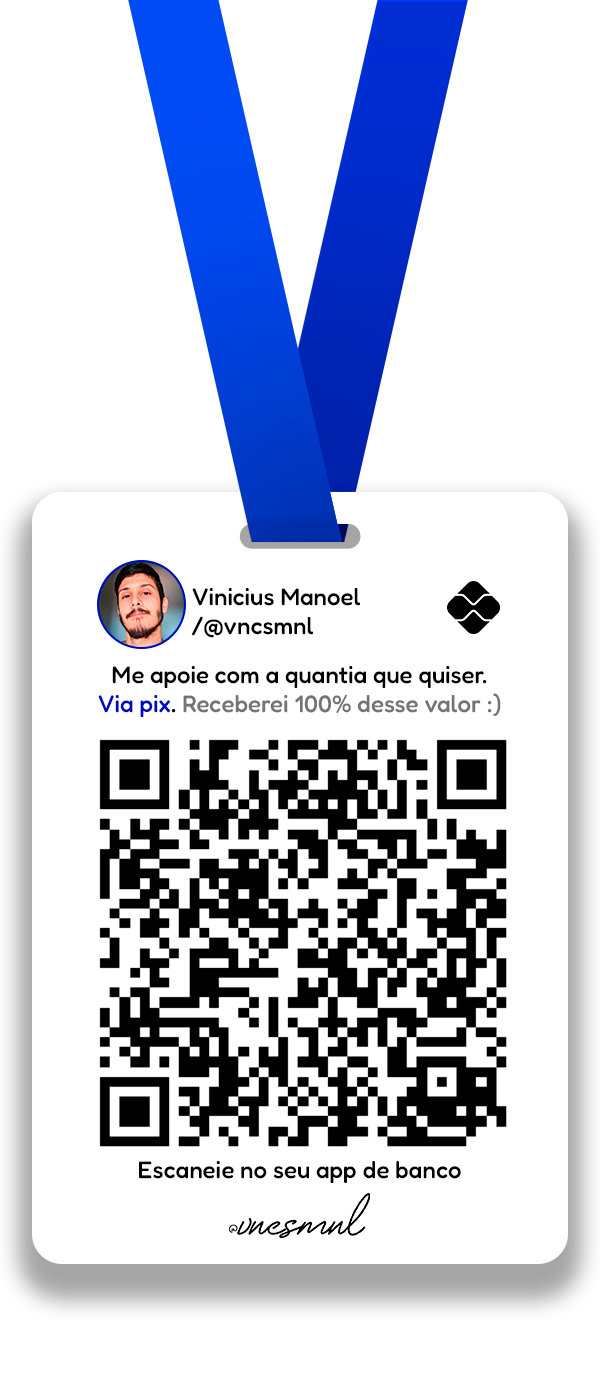 Vinicius Manoel
/@vncsmnl
Me apoie com a quantia que quiser.
Via pix. Receberei 100% desse valor :)
Escaneie no seu app de banco
@vncsmnl